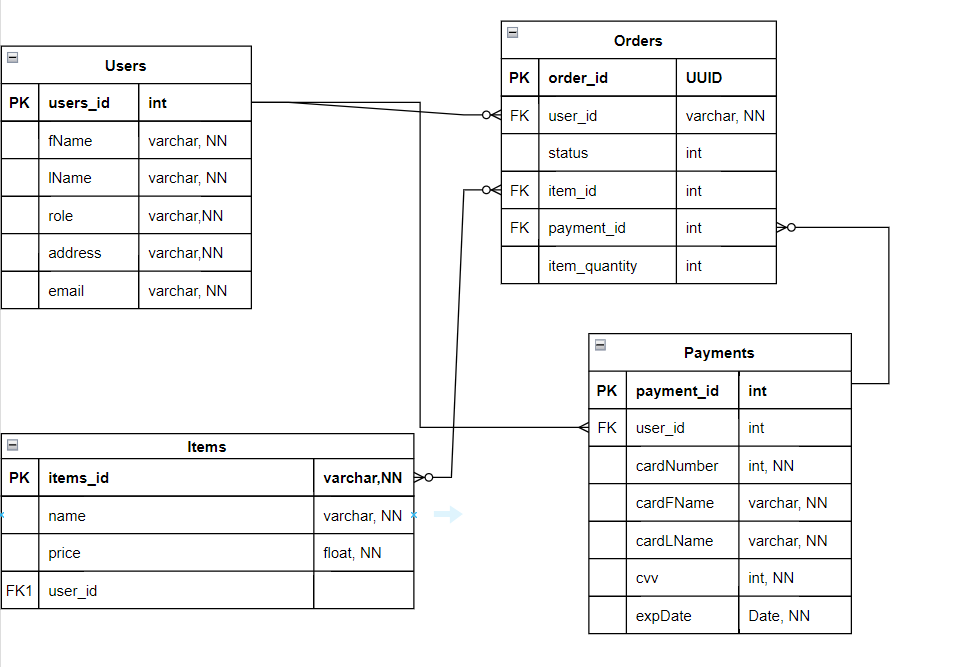 Users
PK users_id int
fName varchar, NN
lName varchar, NN
role varchar,NN
address varchar,NN
email varchar, NN
Orders
PK order_id UUID
FK user_id varchar, NN
status int
FK item_id int
FK payment_id int
item_quantity int
Items
PK items_id varchar,NN
name varchar, NN
price float, NN
FK1 user_id
Payments
PK payment_id int
FK user_id int
cardNumber int, NN
cardFName varchar, NN
cardLName varchar, NN
cvv int, NN
expDate Date, NN